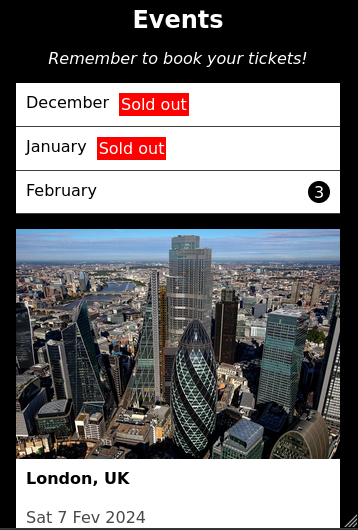 Events
Remember to book your tickets!
December Sold out
January Sold out
February 3
London, UK
Sat 7 Fev 2024